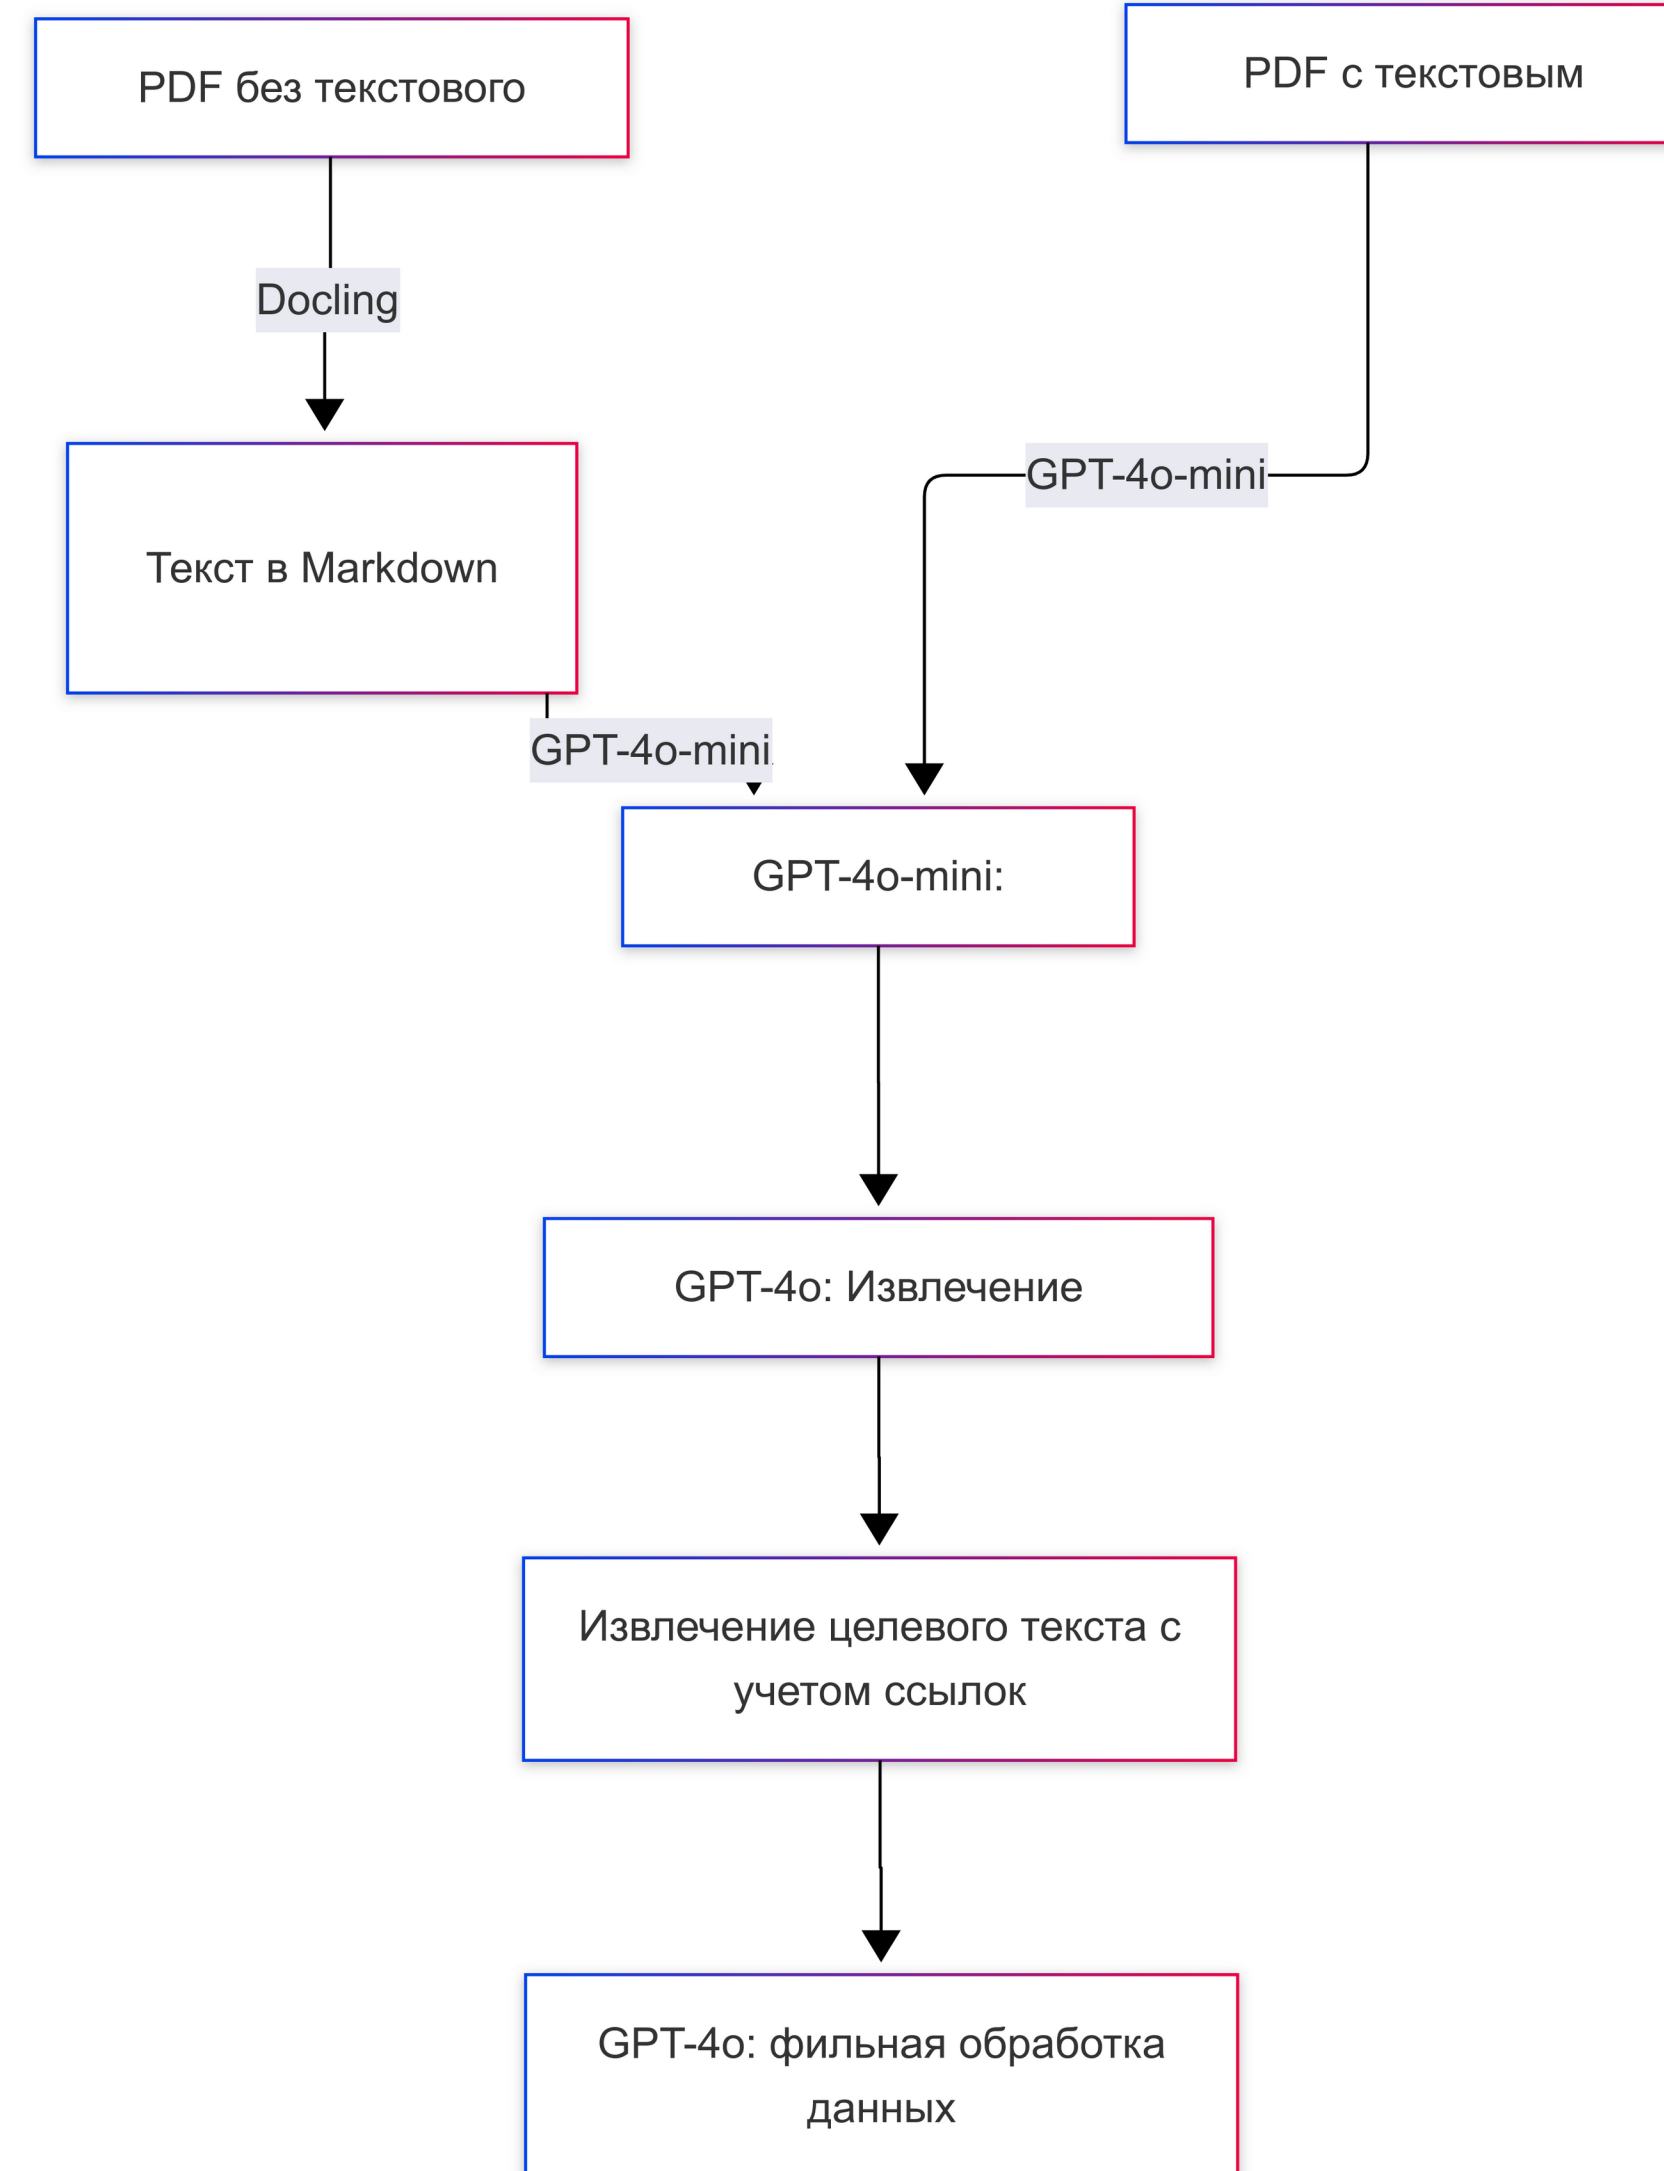 PDF без текстового
PDF с текстовым
Docling
GPT-4o-mini
Текст в Markdown
GPT-4o-mini
GPT-4o-mini:
GPT-4o: Извлечение
Извлечение целевого текста с
учетом ссылок
GPT-4o: фильная обработка
данных